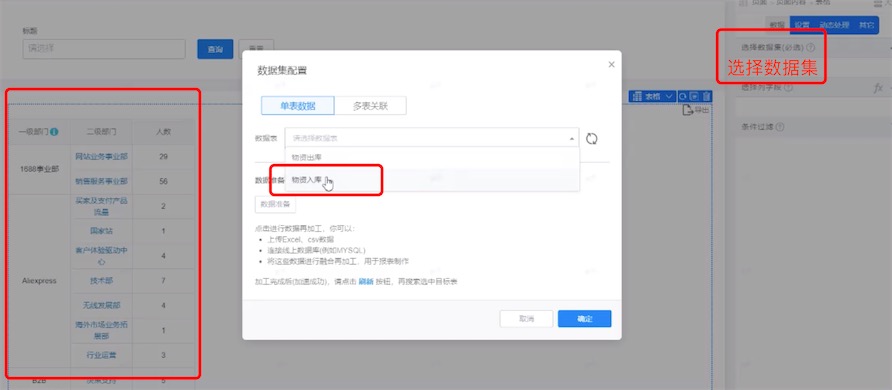 页面 页面内容 表格
标题
请选择
查询
数据 设置 动态处理 其它
选择数据集(必选)
选择数据集
选择列字段
fx
条件过滤
表格
导出
一级部门 二级部门 人数
1688事业部
网站业务事业部 29
销售服务事业部 56
Aliexpress
买家及支付产品
流量 2
国家站 1
客户体验驱动中
心 4
技术部 7
无线发展部 4
海外市场业务拓
展部 1
行业运营 3
B2B 决策支持 5
数据集配置
单表数据 多表关联
数据表 请选择数据表
物资出库
物资入库
数据准备
数据准备
点击进行数据再加工，你可以：
上传Excel、csv数据
连接线上数据库(例如MYSQL)
将这些数据进行融合再加工，用于报表制作
加工完成后(加速成功)，请点击 刷新 按钮，再搜索选中目标表
取消 确定